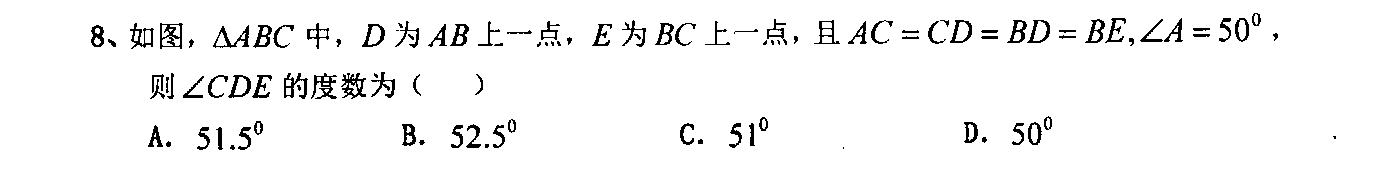 8、如图，ΔABC 中，D 为 AB 上一点，E 为 BC 上一点，且 AC = CD = BD = BE,∠A = 50⁰，
则 ∠CDE 的度数为（　　）
A. 51.5⁰　B. 52.5⁰　C. 51⁰　D. 50⁰